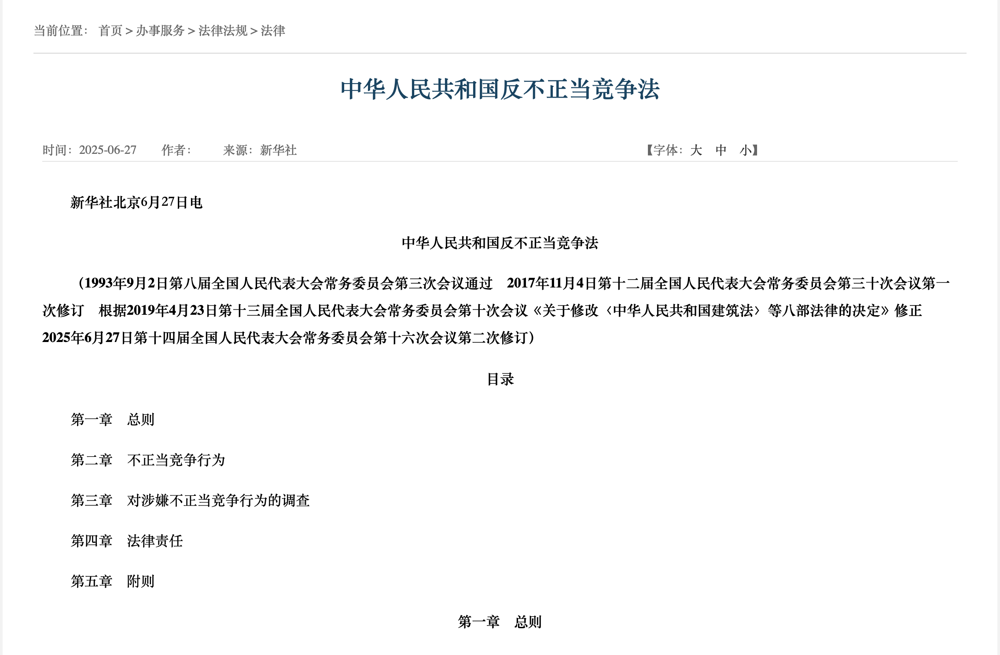 当前位置： 首页 > 办事服务 > 法律法规 > 法律
中华人民共和国反不正当竞争法
时间：2025-06-27 作者： 来源：新华社 【字体：大 中 小】
新华社北京6月27日电
中华人民共和国反不正当竞争法
（1993年9月2日第八届全国人民代表大会常务委员会第三次会议通过　2017年11月4日第十二届全国人民代表大会常务委员会第三十次会议第一
次修订　根据2019年4月23日第十三届全国人民代表大会常务委员会第十次会议《关于修改〈中华人民共和国建筑法〉等八部法律的决定》修正
2025年6月27日第十四届全国人民代表大会常务委员会第十六次会议第二次修订）
目录
第一章　总则
第二章　不正当竞争行为
第三章　对涉嫌不正当竞争行为的调查
第四章　法律责任
第五章　附则
第一章　总则